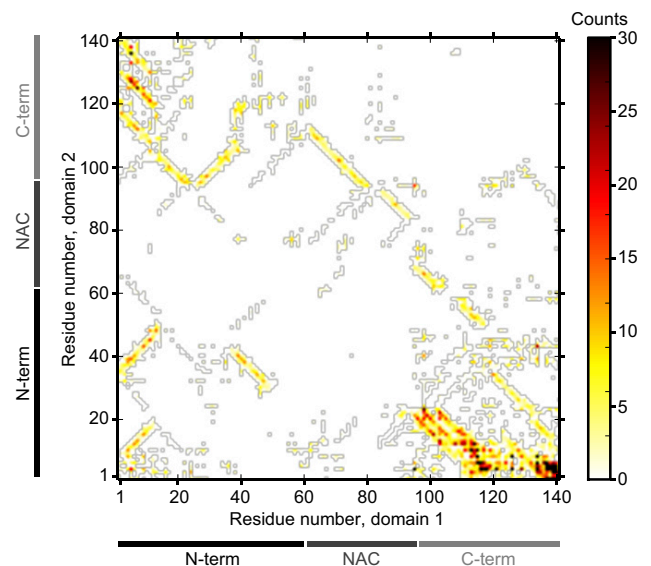 Counts
140
120
100
80
60
40
20
1
C-term
NAC
N-term
Residue number, domain 2
30
25
20
15
10
5
0
1 20 40 60 80 100 120 140
Residue number, domain 1
N-term NAC C-term